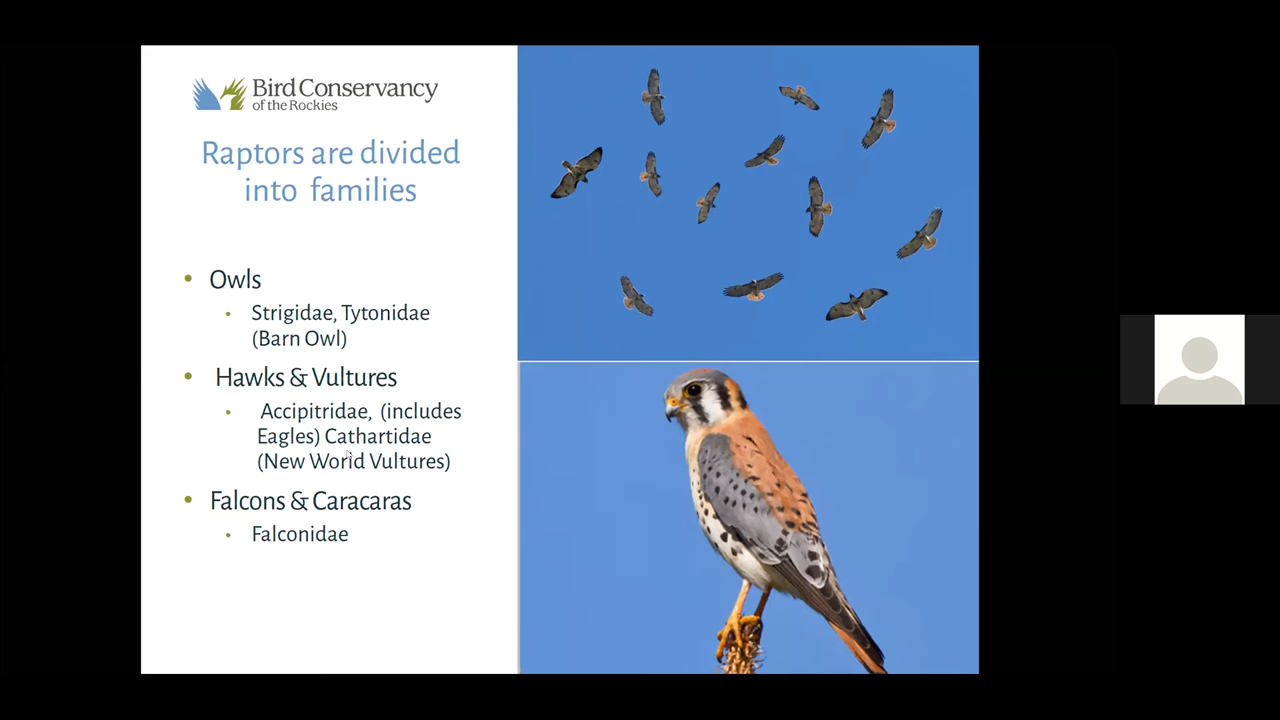 Bird Conservancy
of the Rockies
Raptors are divided
into families
• Owls
• Strigidae, Tytonidae
(Barn Owl)
• Hawks & Vultures
• Accipitridae, (includes
Eagles) Cathartidae
(New World Vultures)
• Falcons & Caracaras
• Falconidae